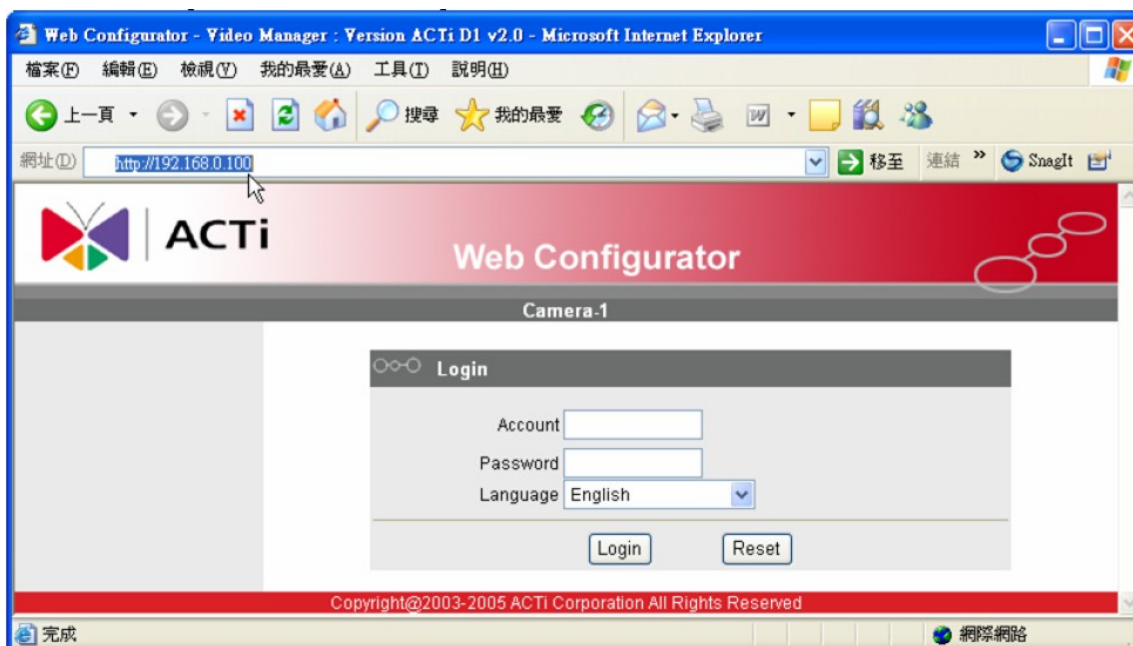 Web Configurator - Video Manager : Version ACTi D1 v2.0 - Microsoft Internet Explorer
檔案(F) 編輯(E) 檢視(V) 我的最愛(A) 工具(T) 說明(H)
上一頁 搜尋 我的最愛
網址(D) http://192.168.0.100 移至 連結 » SnagIt
ACTi
Web Configurator
Camera-1
Login
Account
Password
Language English
Login Reset
Copyright@2003-2005 ACTi Corporation All Rights Reserved
完成 網際網路